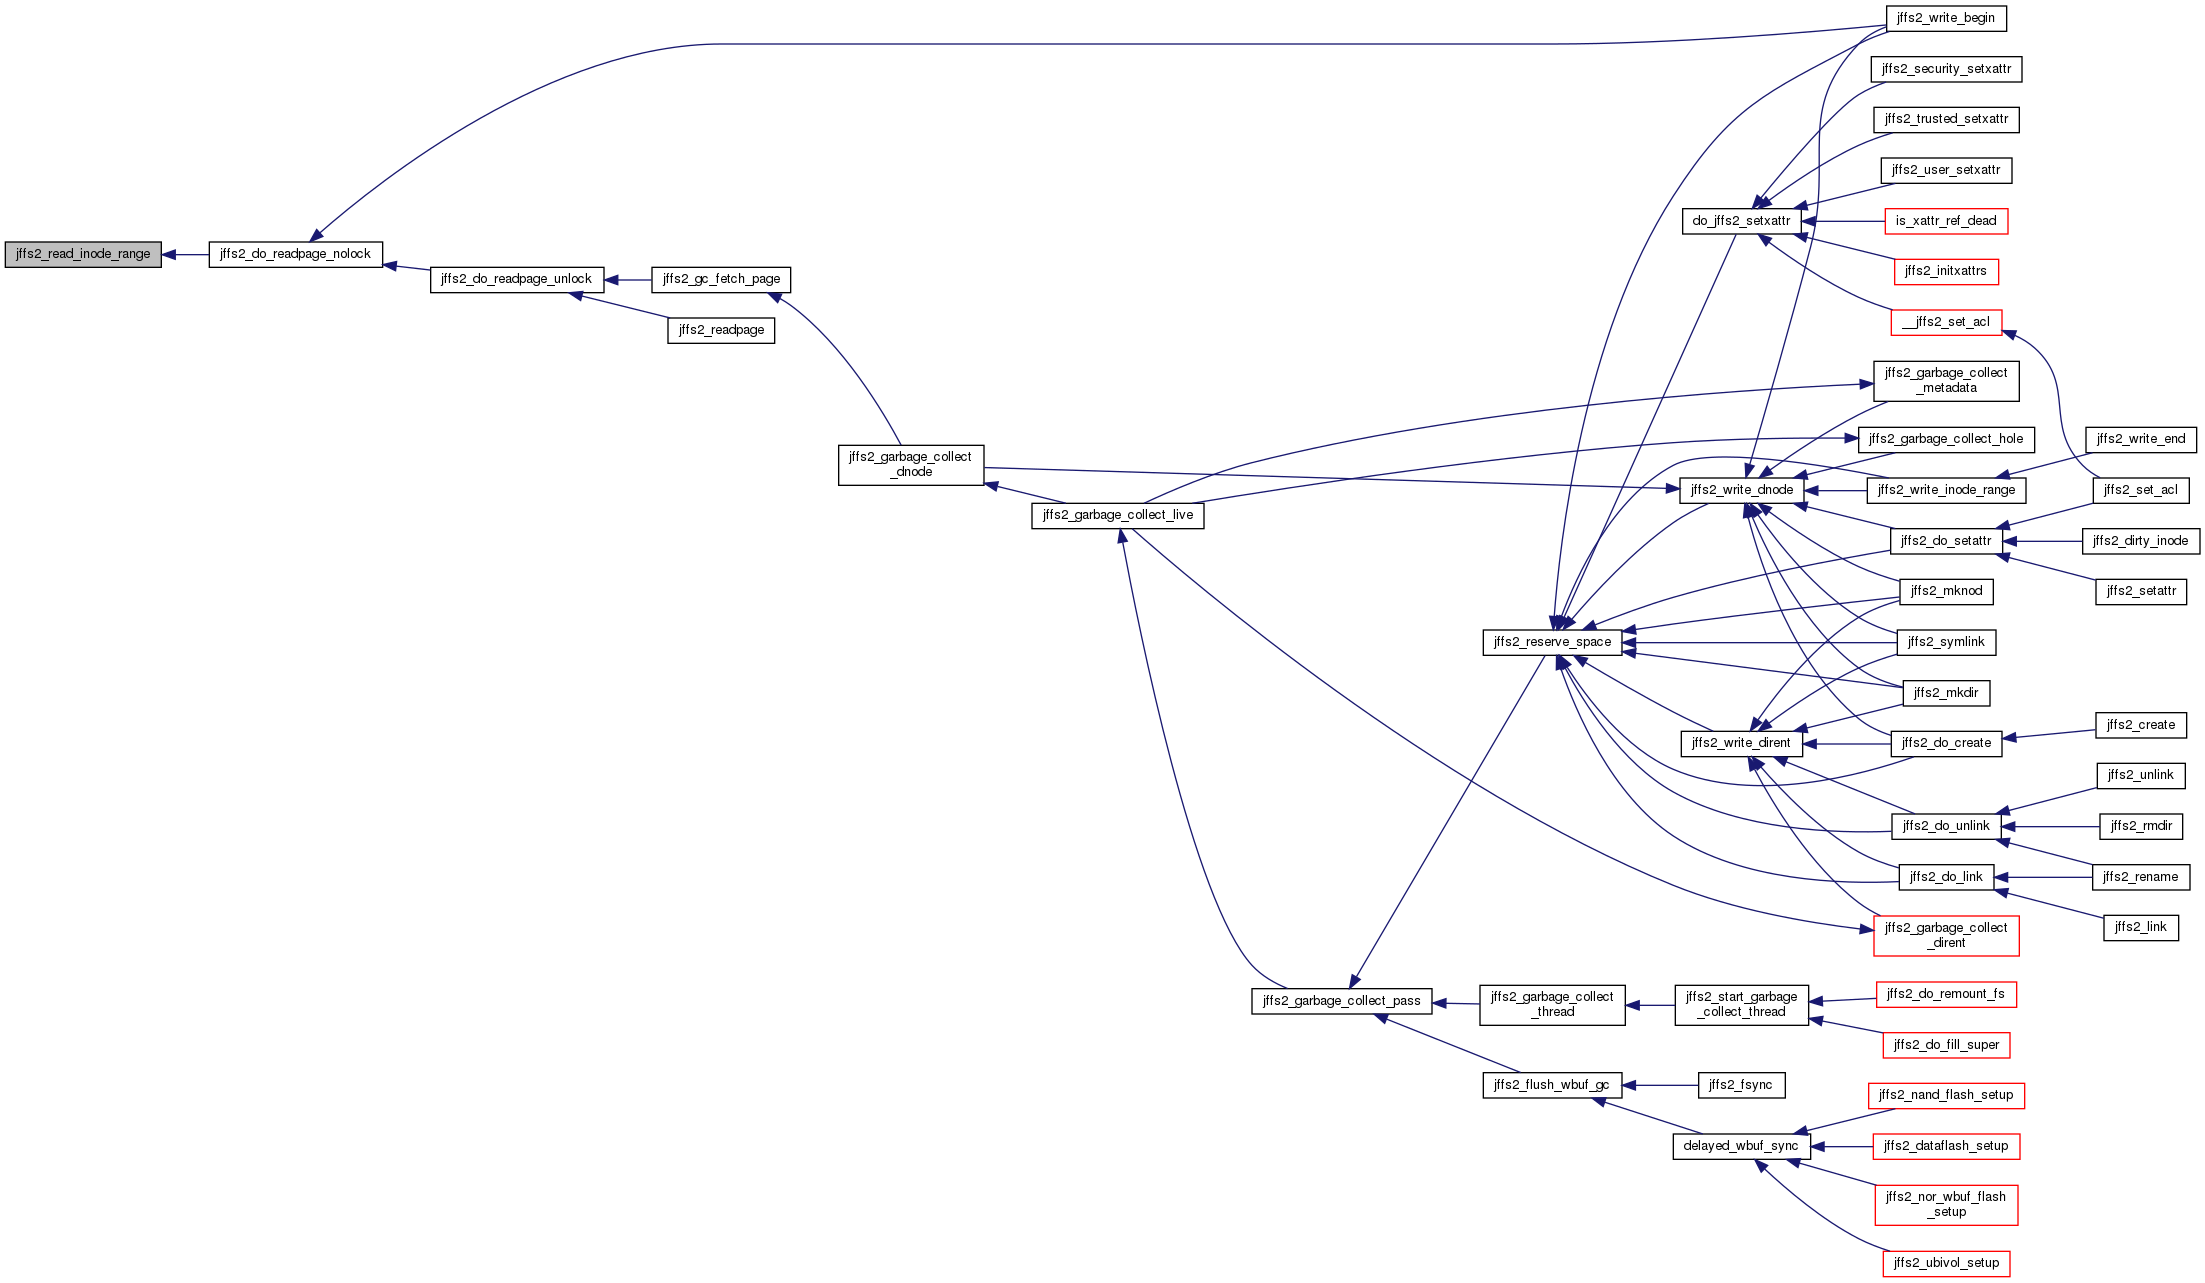 jffs2_read_inode_range
jffs2_do_readpage_nolock
jffs2_do_readpage_unlock
jffs2_gc_fetch_page
jffs2_readpage
jffs2_garbage_collect
_dnode
jffs2_garbage_collect_live
jffs2_garbage_collect_pass
jffs2_reserve_space
jffs2_garbage_collect
_thread
jffs2_flush_wbuf_gc
do_jffs2_setxattr
jffs2_write_dnode
jffs2_write_dirent
jffs2_start_garbage
_collect_thread
jffs2_fsync
delayed_wbuf_sync
jffs2_write_begin
jffs2_security_setxattr
jffs2_trusted_setxattr
jffs2_user_setxattr
is_xattr_ref_dead
jffs2_initxattrs
__jffs2_set_acl
jffs2_garbage_collect
_metadata
jffs2_garbage_collect_hole
jffs2_write_inode_range
jffs2_do_setattr
jffs2_mknod
jffs2_symlink
jffs2_mkdir
jffs2_do_create
jffs2_do_unlink
jffs2_do_link
jffs2_garbage_collect
_dirent
jffs2_do_remount_fs
jffs2_do_fill_super
jffs2_nand_flash_setup
jffs2_dataflash_setup
jffs2_nor_wbuf_flash
_setup
jffs2_ubivol_setup
jffs2_write_end
jffs2_set_acl
jffs2_dirty_inode
jffs2_setattr
jffs2_create
jffs2_unlink
jffs2_rmdir
jffs2_rename
jffs2_link